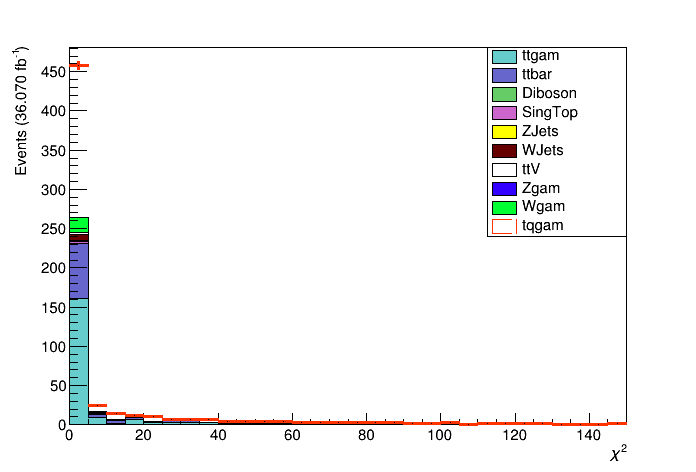 Events (36.070 fb⁻¹)
450
400
350
300
250
200
150
100
50
0
0 20 40 60 80 100 120 140
χ²
ttgam
ttbar
Diboson
SingTop
ZJets
WJets
ttV
Zgam
Wgam
tqgam